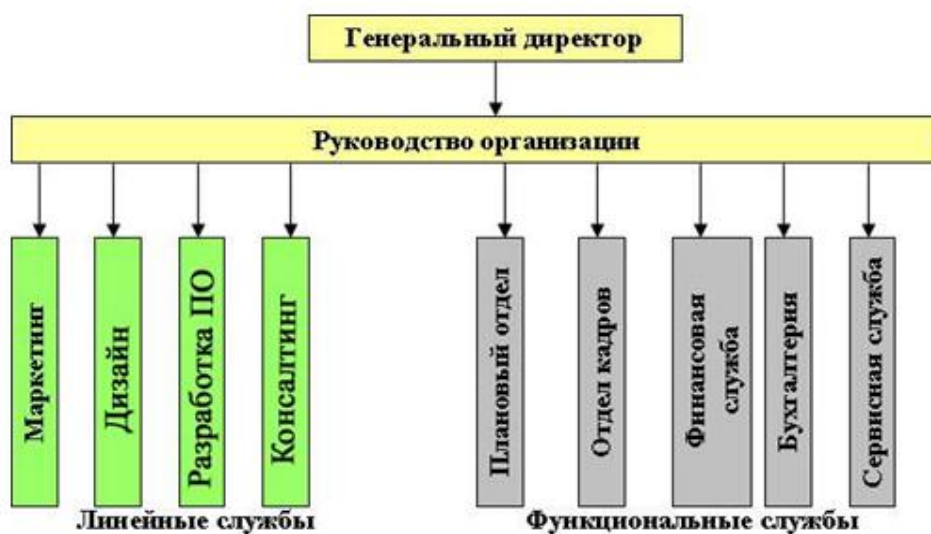 Генеральный директор
Руководство организации
Маркетинг
Дизайн
Разработка ПО
Консалтинг
Плановый отдел
Отдел кадров
Финансовая
служба
Бухгалтерия
Сервисная служба
Линейные службы
Функциональные службы